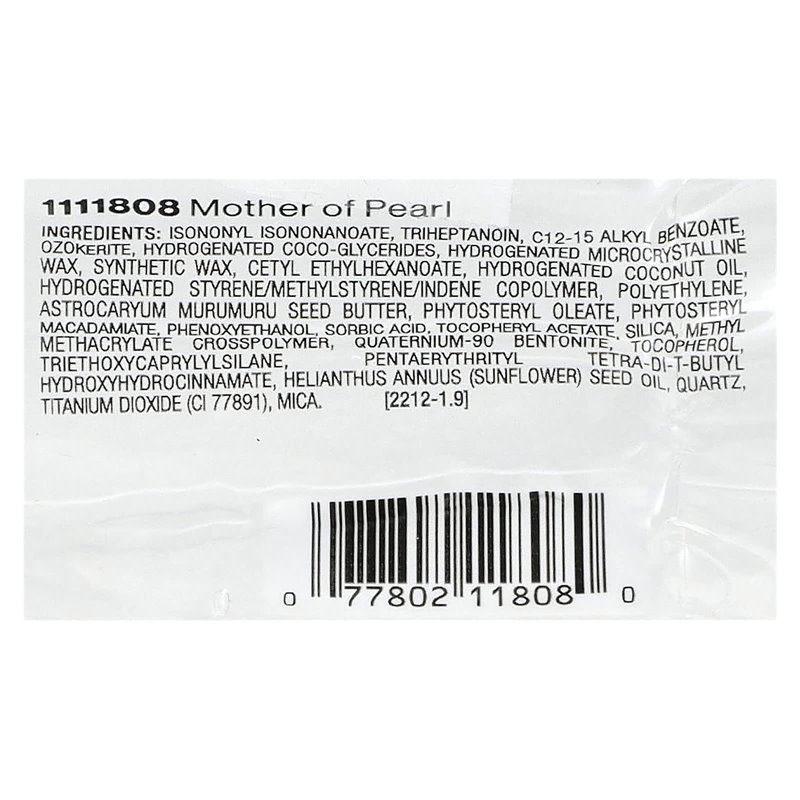 1111808 Mother of Pearl
INGREDIENTS: ISONONYL ISONONANOATE, TRIHEPTANOIN, C12-15 ALKYL BENZOATE,
OZOKERITE, HYDROGENATED COCO-GLYCERIDES, HYDROGENATED MICROCRYSTALLINE
WAX, SYNTHETIC WAX, CETYL ETHYLHEXANOATE, HYDROGENATED COCONUT OIL,
HYDROGENATED STYRENE/METHYLSTYRENE/INDENE COPOLYMER, POLYETHYLENE,
ASTROCARYUM MURUMURU SEED BUTTER, PHYTOSTERYL OLEATE, PHYTOSTERYL
MACADAMIATE, PHENOXYETHANOL, SORBIC ACID, TOCOPHERYL ACETATE, SILICA, METHYL
METHACRYLATE CROSSPOLYMER, QUATERNIUM-90 BENTONITE, TOCOPHEROL,
TRIETHOXYCAPRYLYLSILANE, PENTAERYTHRITYL TETRA-DI-T-BUTYL
HYDROXYHYDROCINNAMATE, HELIANTHUS ANNUUS (SUNFLOWER) SEED OIL, QUARTZ,
TITANIUM DIOXIDE (CI 77891), MICA. [2212-1.9]
0 77802 11808 0